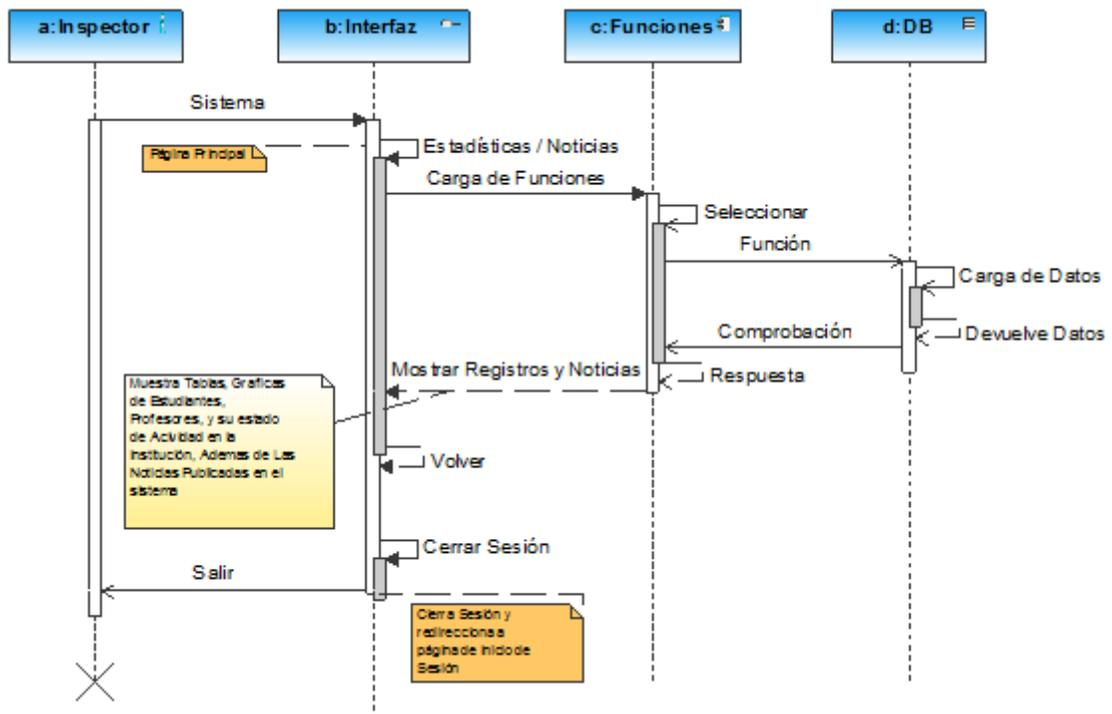 a:Inspector
b:Interfaz
c:Funciones
d:DB
Sistema
Página Principal
Estadísticas / Noticias
Carga de Funciones
Seleccionar
Función
Carga de Datos
Devuelve Datos
Comprobación
Mostrar Registros y Noticias
Respuesta
Muestra Tablas, Graficas
de Estudiantes,
Profesores, y su estado
de Acividad en la
Institución, Ademas de Las
Noticias Publicadas en el
sistema
Volver
Cerrar Sesión
Salir
Cierra Sesión y
redirecciona a
página de Inicio de
Sesión